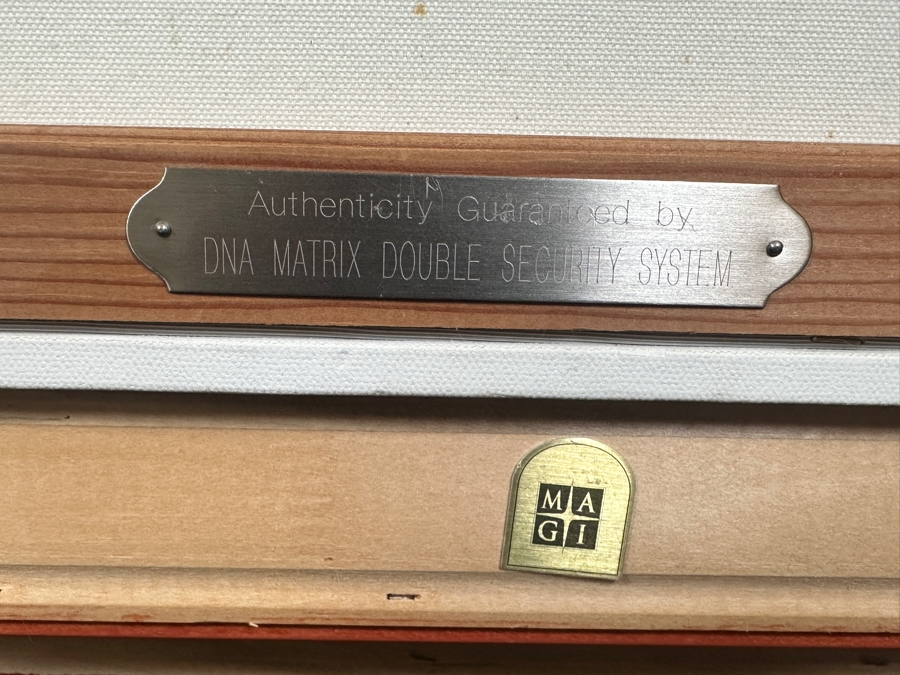 Authenticity Guaranteed by
DNA MATRIX DOUBLE SECURITY SYSTEM
MA
GI